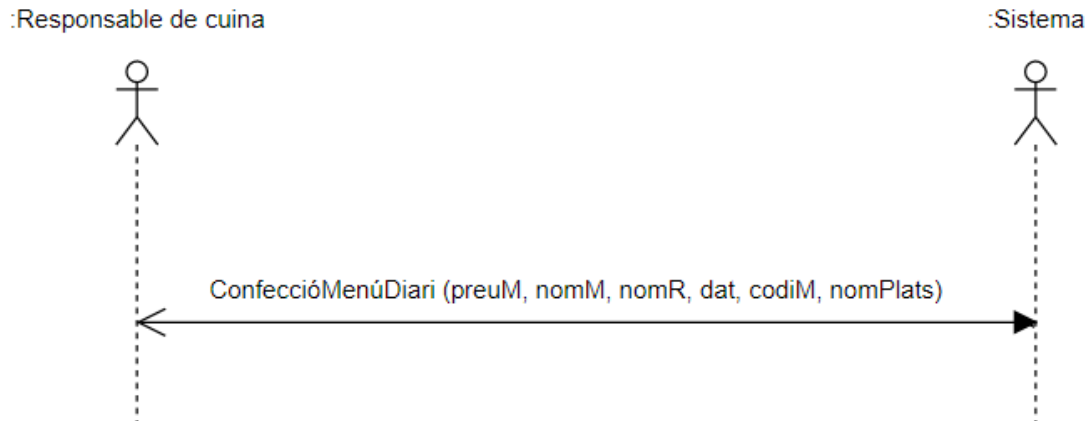 :Responsable de cuina
:Sistema
ConfeccióMenúDiari (preuM, nomM, nomR, dat, codiM, nomPlats)